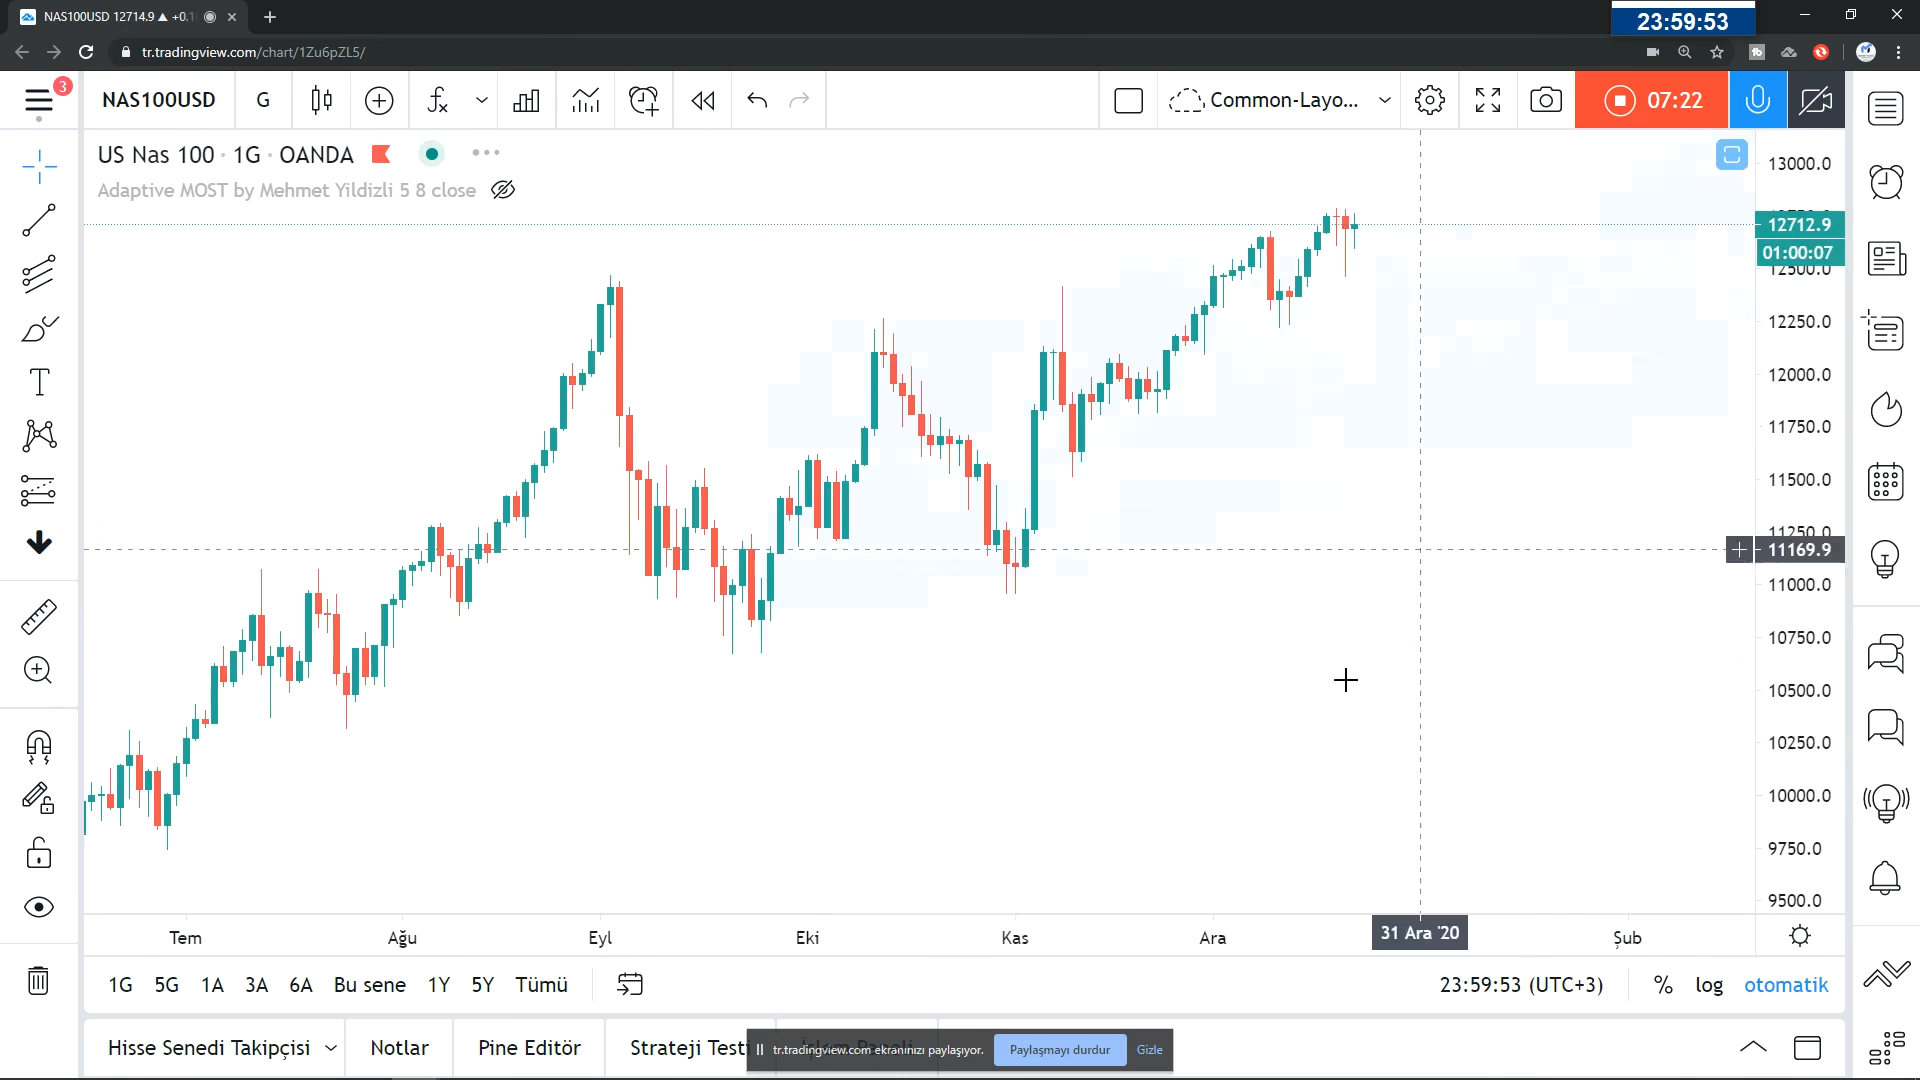 NAS100USD 12714.9 ▲ +0.1
23:59:53
tr.tradingview.com/chart/1Zu6pZL5/
3
NAS100USD
G
Common-Layo...
07:22
US Nas 100 · 1G · OANDA
Adaptive MOST by Mehmet Yildizli 5 8 close
13000.0
12712.9
01:00:07
12500.0
12250.0
12000.0
11750.0
11500.0
11250.0
11169.9
11000.0
10750.0
10500.0
10250.0
10000.0
9750.0
9500.0
Tem
Ağu
Eyl
Eki
Kas
Ara
31 Ara '20
Şub
1G 5G 1A 3A 6A Bu sene 1Y 5Y Tümü
23:59:53 (UTC+3)
%
log
otomatik
Hisse Senedi Takipçisi
Notlar
Pine Editör
Strateji Testi
tr.tradingview.com ekranınızı paylaşıyor.
Paylaşmayı durdur
Gizle